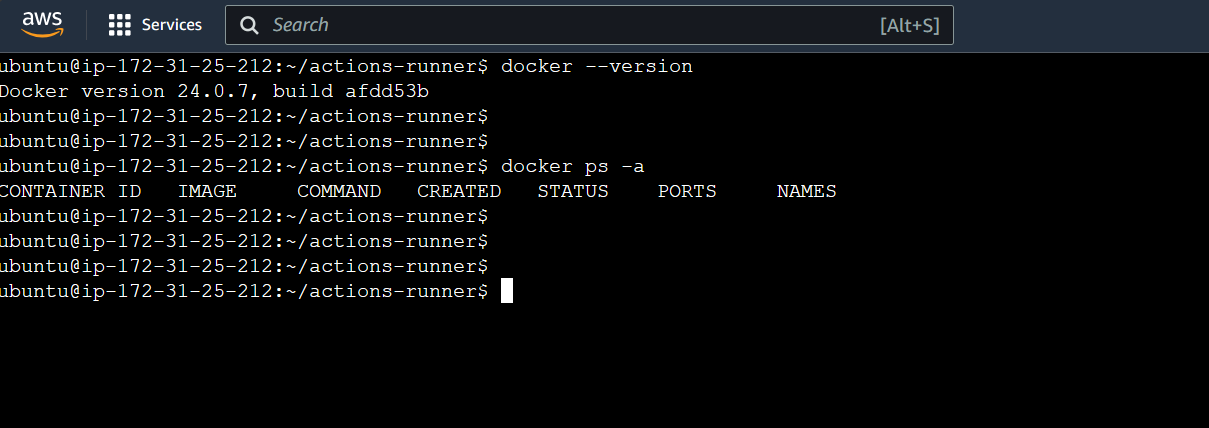 aws
Services
Search
[Alt+S]
ubuntu@ip-172-31-25-212:~/actions-runner$ docker --version
Docker version 24.0.7, build afdd53b
ubuntu@ip-172-31-25-212:~/actions-runner$
ubuntu@ip-172-31-25-212:~/actions-runner$
ubuntu@ip-172-31-25-212:~/actions-runner$ docker ps -a
CONTAINER ID   IMAGE     COMMAND   CREATED   STATUS    PORTS     NAMES
ubuntu@ip-172-31-25-212:~/actions-runner$
ubuntu@ip-172-31-25-212:~/actions-runner$
ubuntu@ip-172-31-25-212:~/actions-runner$
ubuntu@ip-172-31-25-212:~/actions-runner$